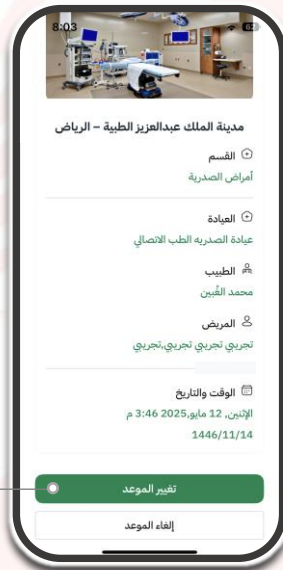 8:03
62
مدينة الملك عبدالعزيز الطبية – الرياض
القسم
أمراض الصدرية
العيادة
عيادة الصدريه الطب الاتصالي
الطبيب
محمد الغُبين
المريض
تجريبي تجريبي تجريبي,تجريبي
الوقت والتاريخ
الإثنين, 12 مايو,2025 3:46 م
1446/11/14
تغيير الموعد
إلغاء الموعد